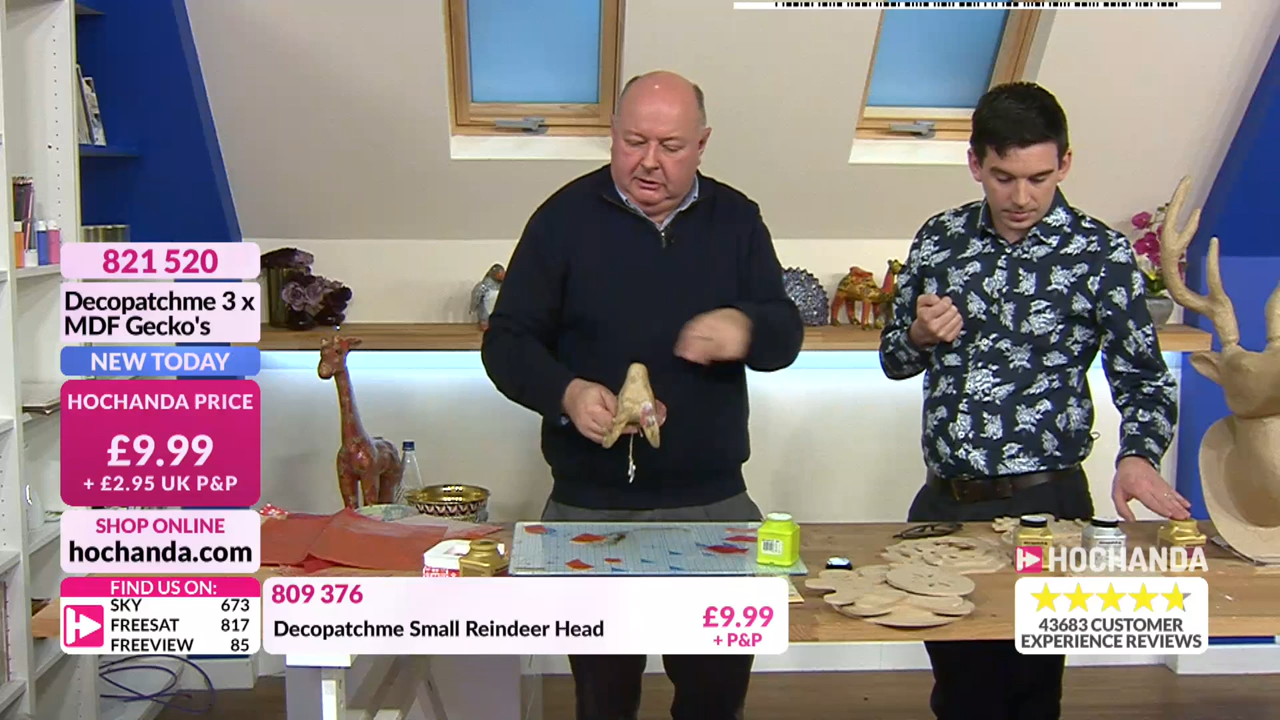 821 520
Decopatchme 3 x
MDF Gecko's
NEW TODAY
HOCHANDA PRICE
£9.99
+ £2.95 UK P&P
SHOP ONLINE
hochanda.com
FIND US ON:
SKY 673
FREESAT 817
FREEVIEW 85
809 376
Decopatchme Small Reindeer Head
£9.99
+ P&P
HOCHANDA
43683 CUSTOMER
EXPERIENCE REVIEWS